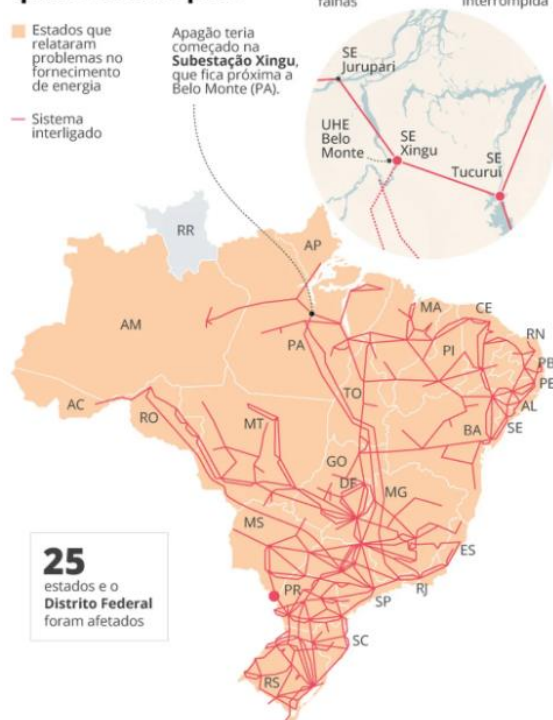 falhas
interrompida
Estados que
relataram
problemas no
fornecimento
de energia
Sistema
interligado
Apagão teria
começado na
Subestação Xingu,
que fica próxima a
Belo Monte (PA).
SE
Jurupari
UHE
Belo
Monte
SE
Xingu
SE
Tucuruí
RR
AP
AM
PA
MA
CE
RN
PB
PE
AL
SE
PI
TO
BA
AC
RO
MT
GO
DF
MG
MS
ES
RJ
SP
PR
SC
RS
25
estados e o
Distrito Federal
foram afetados